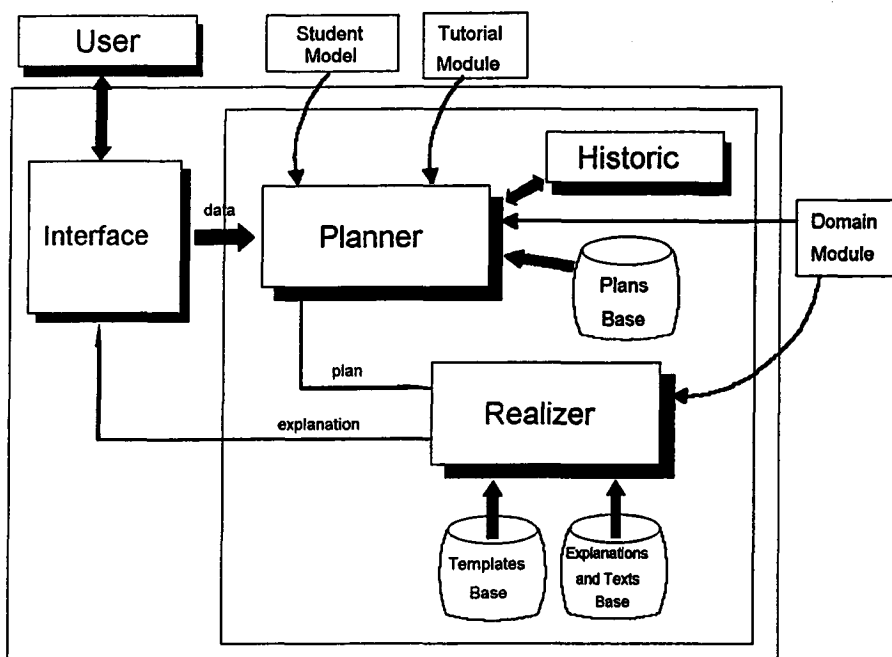 User
Student
Model
Tutorial
Module
Historic
data
Interface
Planner
Domain
Module
Plans
Base
plan
Realizer
explanation
Templates
Base
Explanations
and Texts
Base